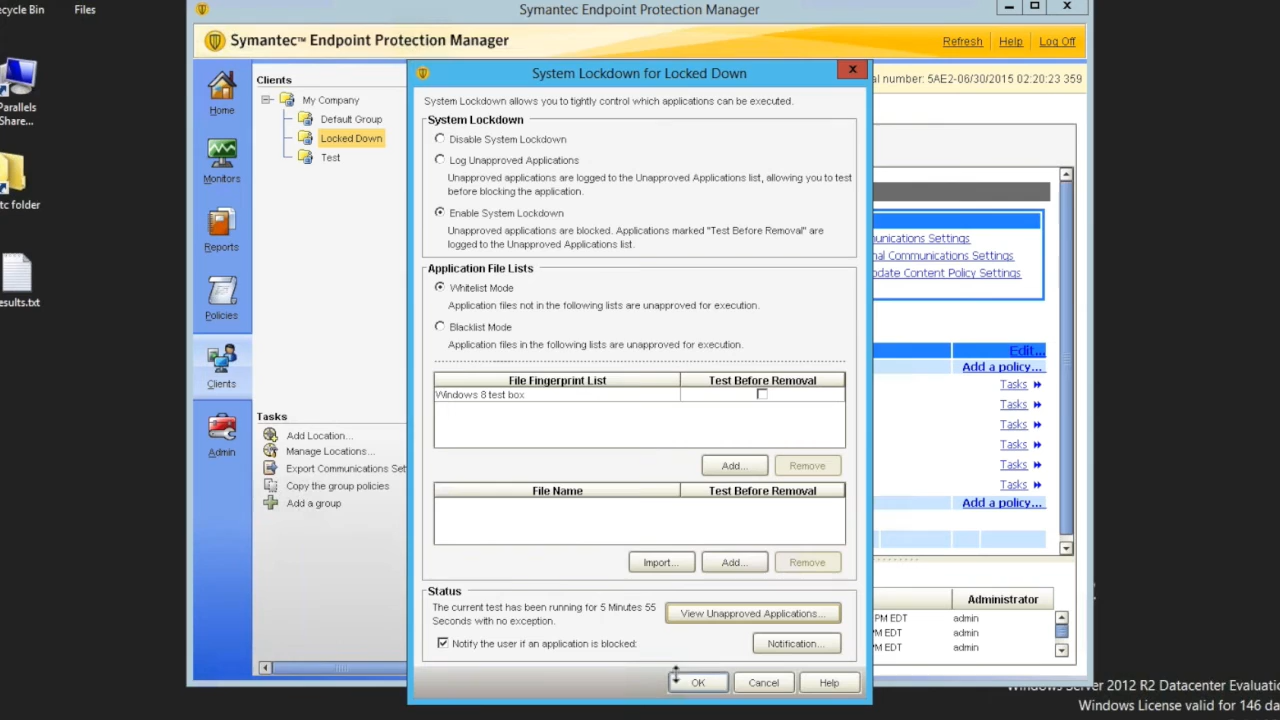 ecycle Bin
Files
Symantec Endpoint Protection Manager
Symantec™ Endpoint Protection Manager
Refresh
Help
Log Off
Parallels
Share...
tc folder
esults.txt
Home
Monitors
Reports
Policies
Clients
Admin
Clients
My Company
Default Group
Locked Down
Test
Tasks
Add Location...
Manage Locations...
Export Communications Set
Copy the group policies
Add a group
al number: 5AE2-06/30/2015 02:20:23 359
System Lockdown for Locked Down
System Lockdown allows you to tightly control which applications can be executed.
System Lockdown
Disable System Lockdown
Log Unapproved Applications
Unapproved applications are logged to the Unapproved Applications list, allowing you to test
before blocking the application.
Enable System Lockdown
Unapproved applications are blocked. Applications marked "Test Before Removal" are
logged to the Unapproved Applications list.
Application File Lists
Whitelist Mode
Application files not in the following lists are unapproved for execution.
Blacklist Mode
Application files in the following lists are unapproved for execution.
File Fingerprint List
Test Before Removal
Windows 8 test box
Add...
Remove
File Name
Test Before Removal
Import...
Add...
Remove
Status
The current test has been running for 5 Minutes 55
Seconds with no exception.
View Unapproved Applications...
Notify the user if an application is blocked:
Notification...
OK
Cancel
Help
unications Settings
al Communications Settings
pdate Content Policy Settings
Edit...
Add a policy...
Tasks
Tasks
Tasks
Tasks
Tasks
Tasks
Add a policy...
Administrator
PM EDT
admin
M EDT
admin
M EDT
admin
Windows Server 2012 R2 Datacenter Evaluatio
Windows License valid for 146 da